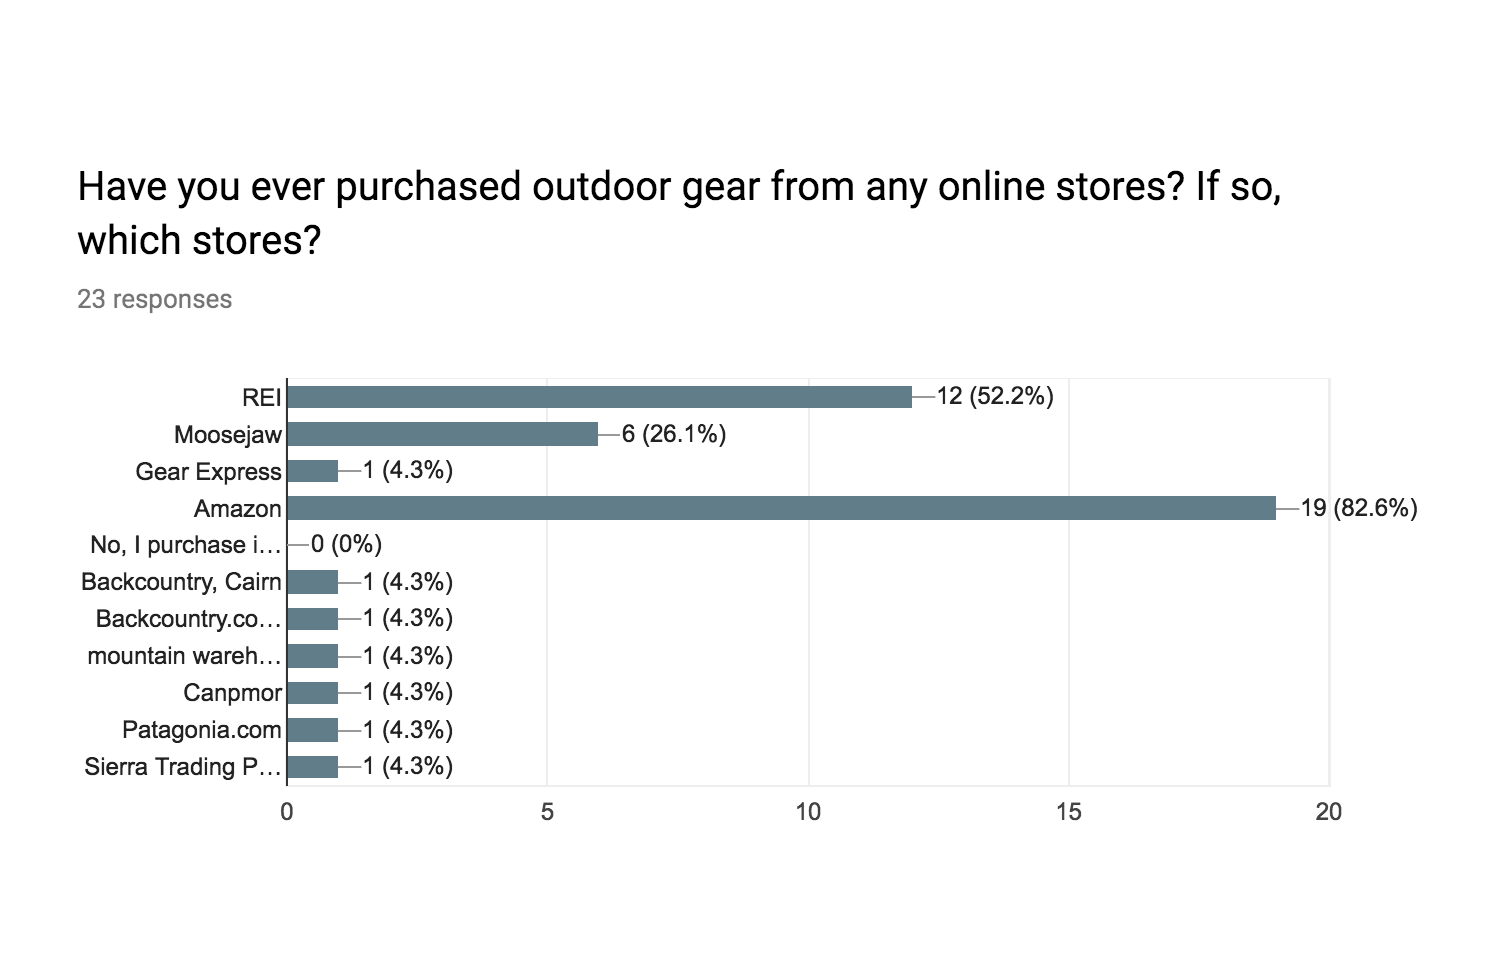 Have you ever purchased outdoor gear from any online stores? If so,
which stores?
23 responses
REI 12 (52.2%)
Moosejaw 6 (26.1%)
Gear Express 1 (4.3%)
Amazon 19 (82.6%)
No, I purchase i… 0 (0%)
Backcountry, Cairn 1 (4.3%)
Backcountry.co… 1 (4.3%)
mountain wareh… 1 (4.3%)
Canpmor 1 (4.3%)
Patagonia.com 1 (4.3%)
Sierra Trading P… 1 (4.3%)
0 5 10 15 20